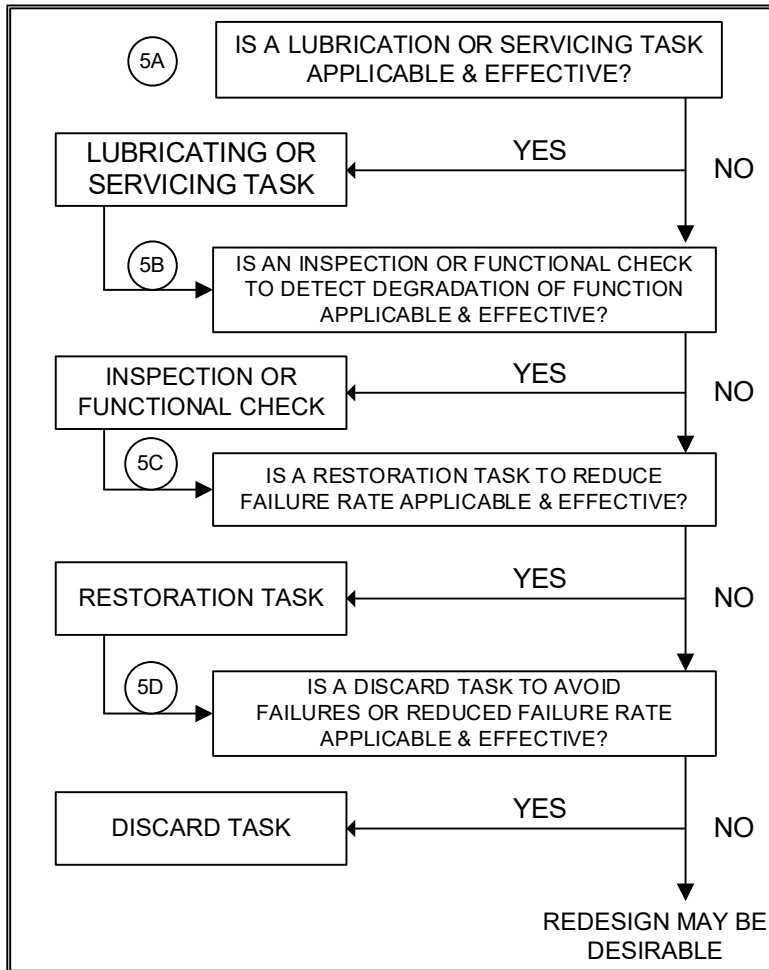 5A
IS A LUBRICATION OR SERVICING TASK
APPLICABLE & EFFECTIVE?
YES
NO
LUBRICATING OR
SERVICING TASK
5B
IS AN INSPECTION OR FUNCTIONAL CHECK
TO DETECT DEGRADATION OF FUNCTION
APPLICABLE & EFFECTIVE?
YES
NO
INSPECTION OR
FUNCTIONAL CHECK
5C
IS A RESTORATION TASK TO REDUCE
FAILURE RATE APPLICABLE & EFFECTIVE?
YES
NO
RESTORATION TASK
5D
IS A DISCARD TASK TO AVOID
FAILURES OR REDUCED FAILURE RATE
APPLICABLE & EFFECTIVE?
YES
NO
DISCARD TASK
REDESIGN MAY BE
DESIRABLE